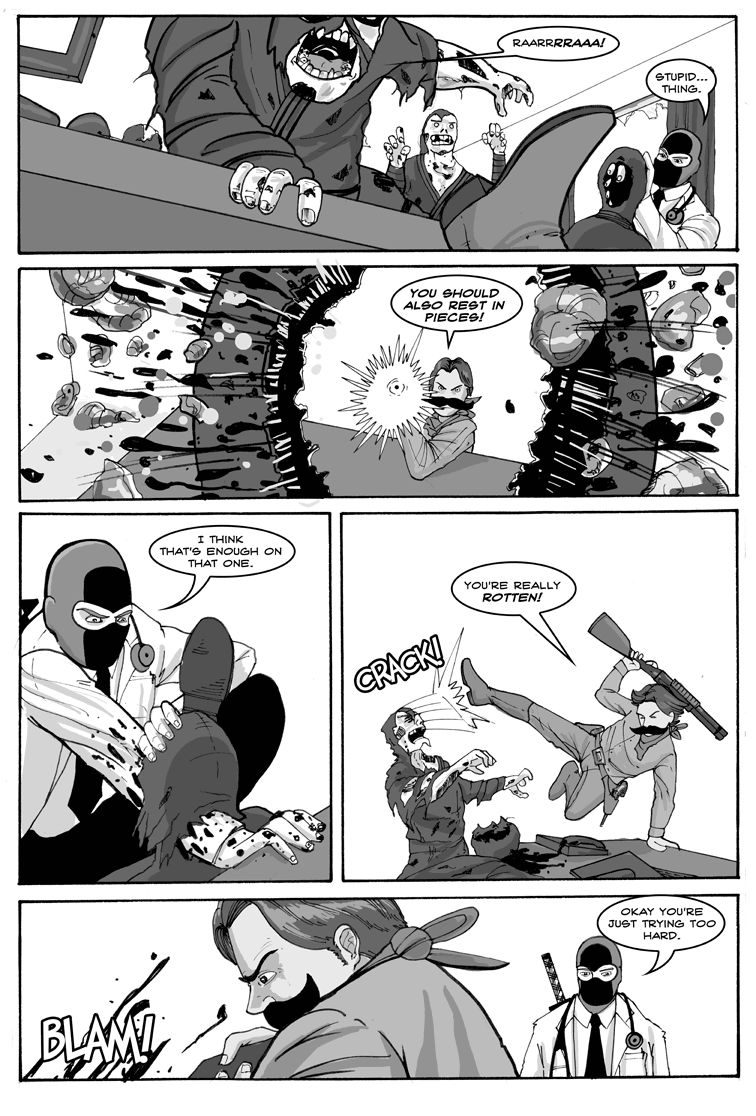 RAARRRRAAA!
STUPID...
THING.
YOU SHOULD
ALSO REST IN
PIECES!
I THINK
THAT'S ENOUGH ON
THAT ONE.
YOU'RE REALLY
ROTTEN!
CRACK!
BLAM!
OKAY YOU'RE
JUST TRYING TOO
HARD.